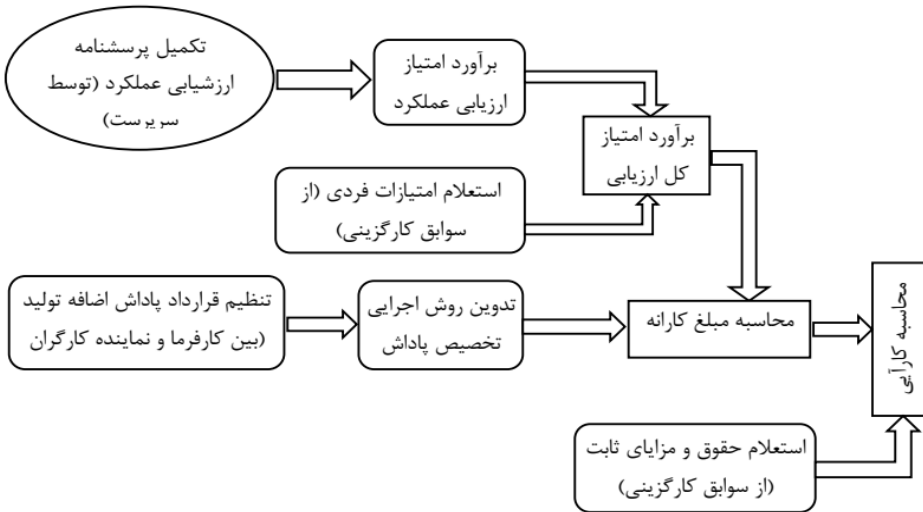 تکمیل پرسشنامه
ارزشیابی عملکرد (توسط
سرپرست)
برآورد امتیاز
ارزیابی عملکرد
برآورد امتیاز
کل ارزیابی
استعلام امتیازات فردی (از
سوابق کارگزینی)
تنظیم قرارداد پاداش اضافه تولید
(بین کارفرما و نماینده کارگران
تدوین روش اجرایی
تخصیص پاداش
محاسبه مبلغ کارانه
محاسبه کارآیی
استعلام حقوق و مزایای ثابت
(از سوابق کارگزینی)